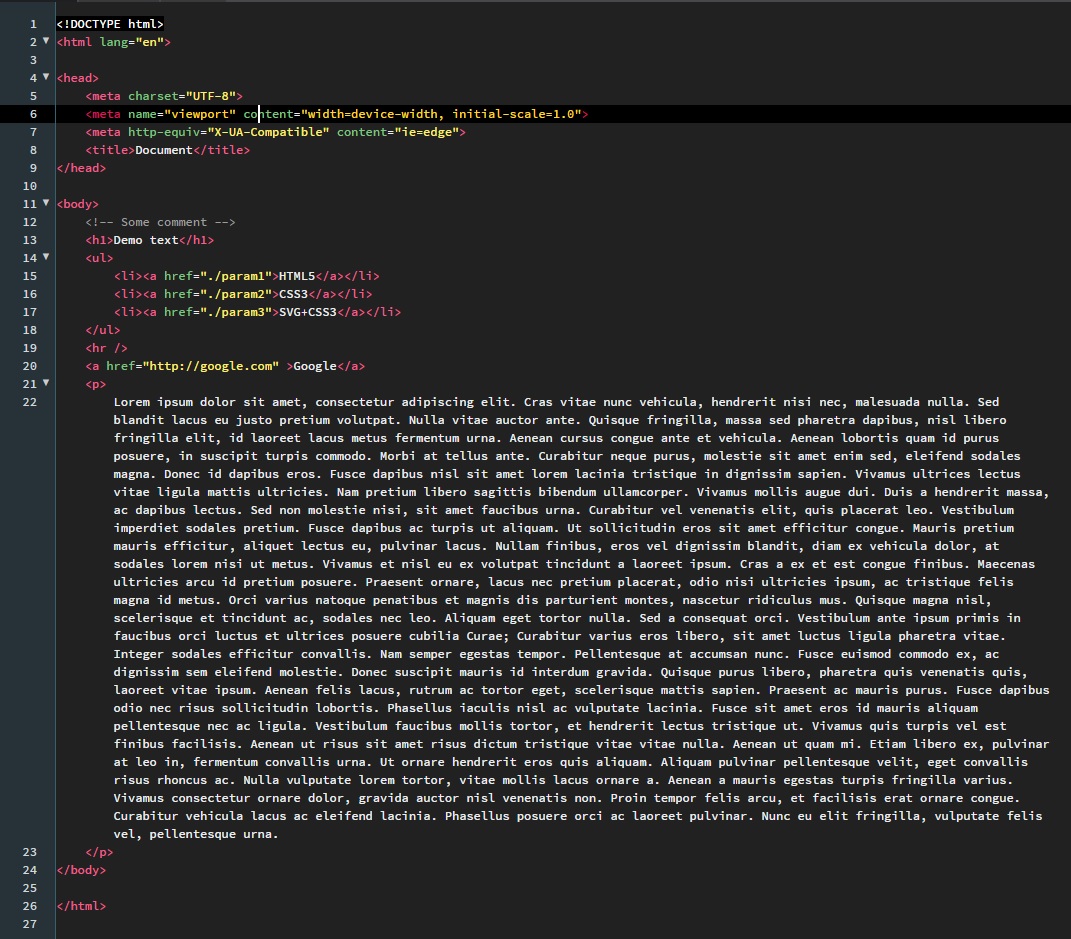 1 <!DOCTYPE html>
2 <html lang="en">
3
4 <head>
5 <meta charset="UTF-8">
6 <meta name="viewport" content="width=device-width, initial-scale=1.0">
7 <meta http-equiv="X-UA-Compatible" content="ie=edge">
8 <title>Document</title>
9 </head>
10
11 <body>
12 <!-- Some comment -->
13 <h1>Demo text</h1>
14 <ul>
15 <li><a href="./param1">HTML5</a></li>
16 <li><a href="./param2">CSS3</a></li>
17 <li><a href="./param3">SVG+CSS3</a></li>
18 </ul>
19 <hr />
20 <a href="http://google.com" >Google</a>
21 <p>
22 Lorem ipsum dolor sit amet, consectetur adipiscing elit. Cras vitae nunc vehicula, hendrerit nisi nec, malesuada nulla. Sed
blandit lacus eu justo pretium volutpat. Nulla vitae auctor ante. Quisque fringilla, massa sed pharetra dapibus, nisl libero
fringilla elit, id laoreet lacus metus fermentum urna. Aenean cursus congue ante et vehicula. Aenean lobortis quam id purus
posuere, in suscipit turpis commodo. Morbi at tellus ante. Curabitur neque purus, molestie sit amet enim sed, eleifend sodales
magna. Donec id dapibus eros. Fusce dapibus nisl sit amet lorem lacinia tristique in dignissim sapien. Vivamus ultrices lectus
vitae ligula mattis ultricies. Nam pretium libero sagittis bibendum ullamcorper. Vivamus mollis augue dui. Duis a hendrerit massa,
ac dapibus lectus. Sed non molestie nisi, sit amet faucibus urna. Curabitur vel venenatis elit, quis placerat leo. Vestibulum
imperdiet sodales pretium. Fusce dapibus ac turpis ut aliquam. Ut sollicitudin eros sit amet efficitur congue. Mauris pretium
mauris efficitur, aliquet lectus eu, pulvinar lacus. Nullam finibus, eros vel dignissim blandit, diam ex vehicula dolor, at
sodales lorem nisi ut metus. Vivamus et nisl eu ex volutpat tincidunt a laoreet ipsum. Cras a ex et est congue finibus. Maecenas
ultricies arcu id pretium posuere. Praesent ornare, lacus nec pretium placerat, odio nisi ultricies ipsum, ac tristique felis
magna id metus. Orci varius natoque penatibus et magnis dis parturient montes, nascetur ridiculus mus. Quisque magna nisl,
scelerisque et tincidunt ac, sodales nec leo. Aliquam eget tortor nulla. Sed a consequat orci. Vestibulum ante ipsum primis in
faucibus orci luctus et ultrices posuere cubilia Curae; Curabitur varius eros libero, sit amet luctus ligula pharetra vitae.
Integer sodales efficitur convallis. Nam semper egestas tempor. Pellentesque at accumsan nunc. Fusce euismod commodo ex, ac
dignissim sem eleifend molestie. Donec suscipit mauris id interdum gravida. Quisque purus libero, pharetra quis venenatis quis,
laoreet vitae ipsum. Aenean felis lacus, rutrum ac tortor eget, scelerisque mattis sapien. Praesent ac mauris purus. Fusce dapibus
odio nec risus sollicitudin lobortis. Phasellus iaculis nisl ac vulputate lacinia. Fusce sit amet eros id mauris aliquam
pellentesque nec ac ligula. Vestibulum faucibus mollis tortor, et hendrerit lectus tristique ut. Vivamus quis turpis vel est
finibus facilisis. Aenean ut risus sit amet risus dictum tristique vitae vitae nulla. Aenean ut quam mi. Etiam libero ex, pulvinar
at leo in, fermentum convallis urna. Ut ornare hendrerit eros quis aliquam. Aliquam pulvinar pellentesque velit, eget convallis
risus rhoncus ac. Nulla vulputate lorem tortor, vitae mollis lacus ornare a. Aenean a mauris egestas turpis fringilla varius.
Vivamus consectetur ornare dolor, gravida auctor nisl venenatis non. Proin tempor felis arcu, et facilisis erat ornare congue.
Curabitur vehicula lacus ac eleifend lacinia. Phasellus posuere orci ac laoreet pulvinar. Nunc eu elit fringilla, vulputate felis
vel, pellentesque urna.
23 </p>
24 </body>
25
26 </html>
27